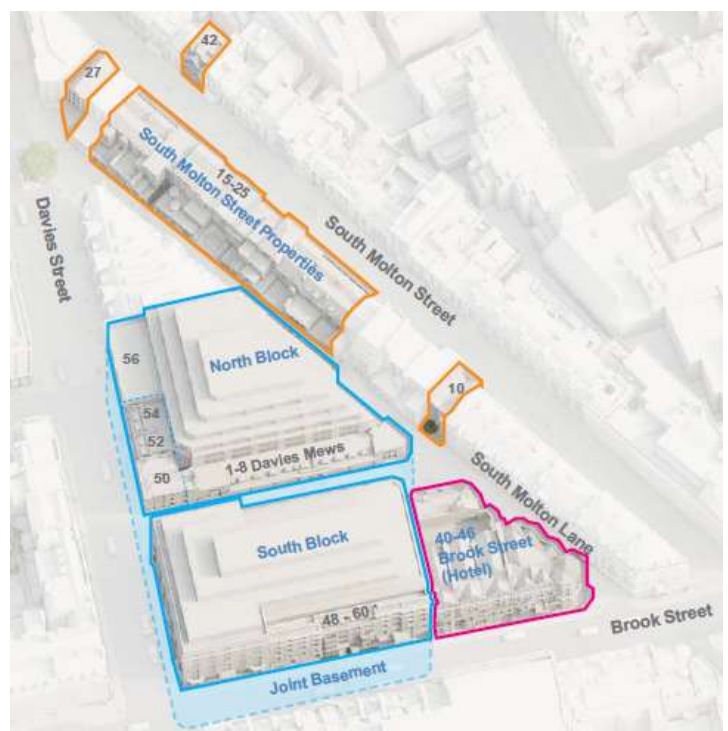 42
27
15-25
South Molton Street Properties
Davies Street
South Molton Street
North Block
56
54
52
50
1-8 Davies Mews
10
South Molton Lane
South Block
48 - 60
40-46
Brook Street
(Hotel)
Brook Street
Joint Basement